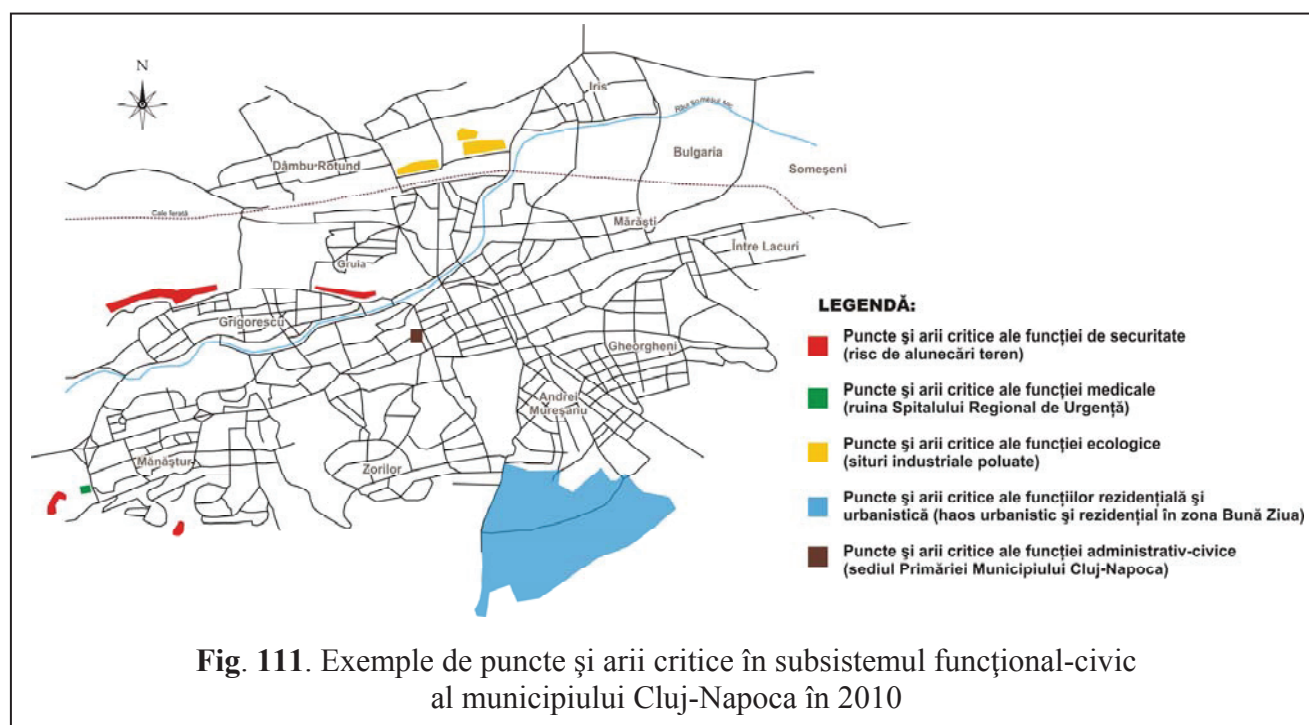 N
Iris
Râul Someşul Mic
Dâmbu-Rotund
Bulgaria
Someşeni
Cale ferată
Mărăşti
Între Lacuri
Gruia
Grigorescu
Gheorgheni
Andrei
Mureşanu
Mănăştur
Zorilor
LEGENDĂ:
Puncte şi arii critice ale funcţiei de securitate
(risc de alunecări teren)
Puncte şi arii critice ale funcţiei medicale
(ruina Spitalului Regional de Urgenţă)
Puncte şi arii critice ale funcţiei ecologice
(situri industriale poluate)
Puncte şi arii critice ale funcţiilor rezidenţială şi
urbanistică (haos urbanistic şi rezidenţial în zona Bună Ziua)
Puncte şi arii critice ale funcţiei administrativ-civice
(sediul Primăriei Municipiului Cluj-Napoca)
Fig. 111. Exemple de puncte şi arii critice în subsistemul funcţional-civic
al municipiului Cluj-Napoca în 2010